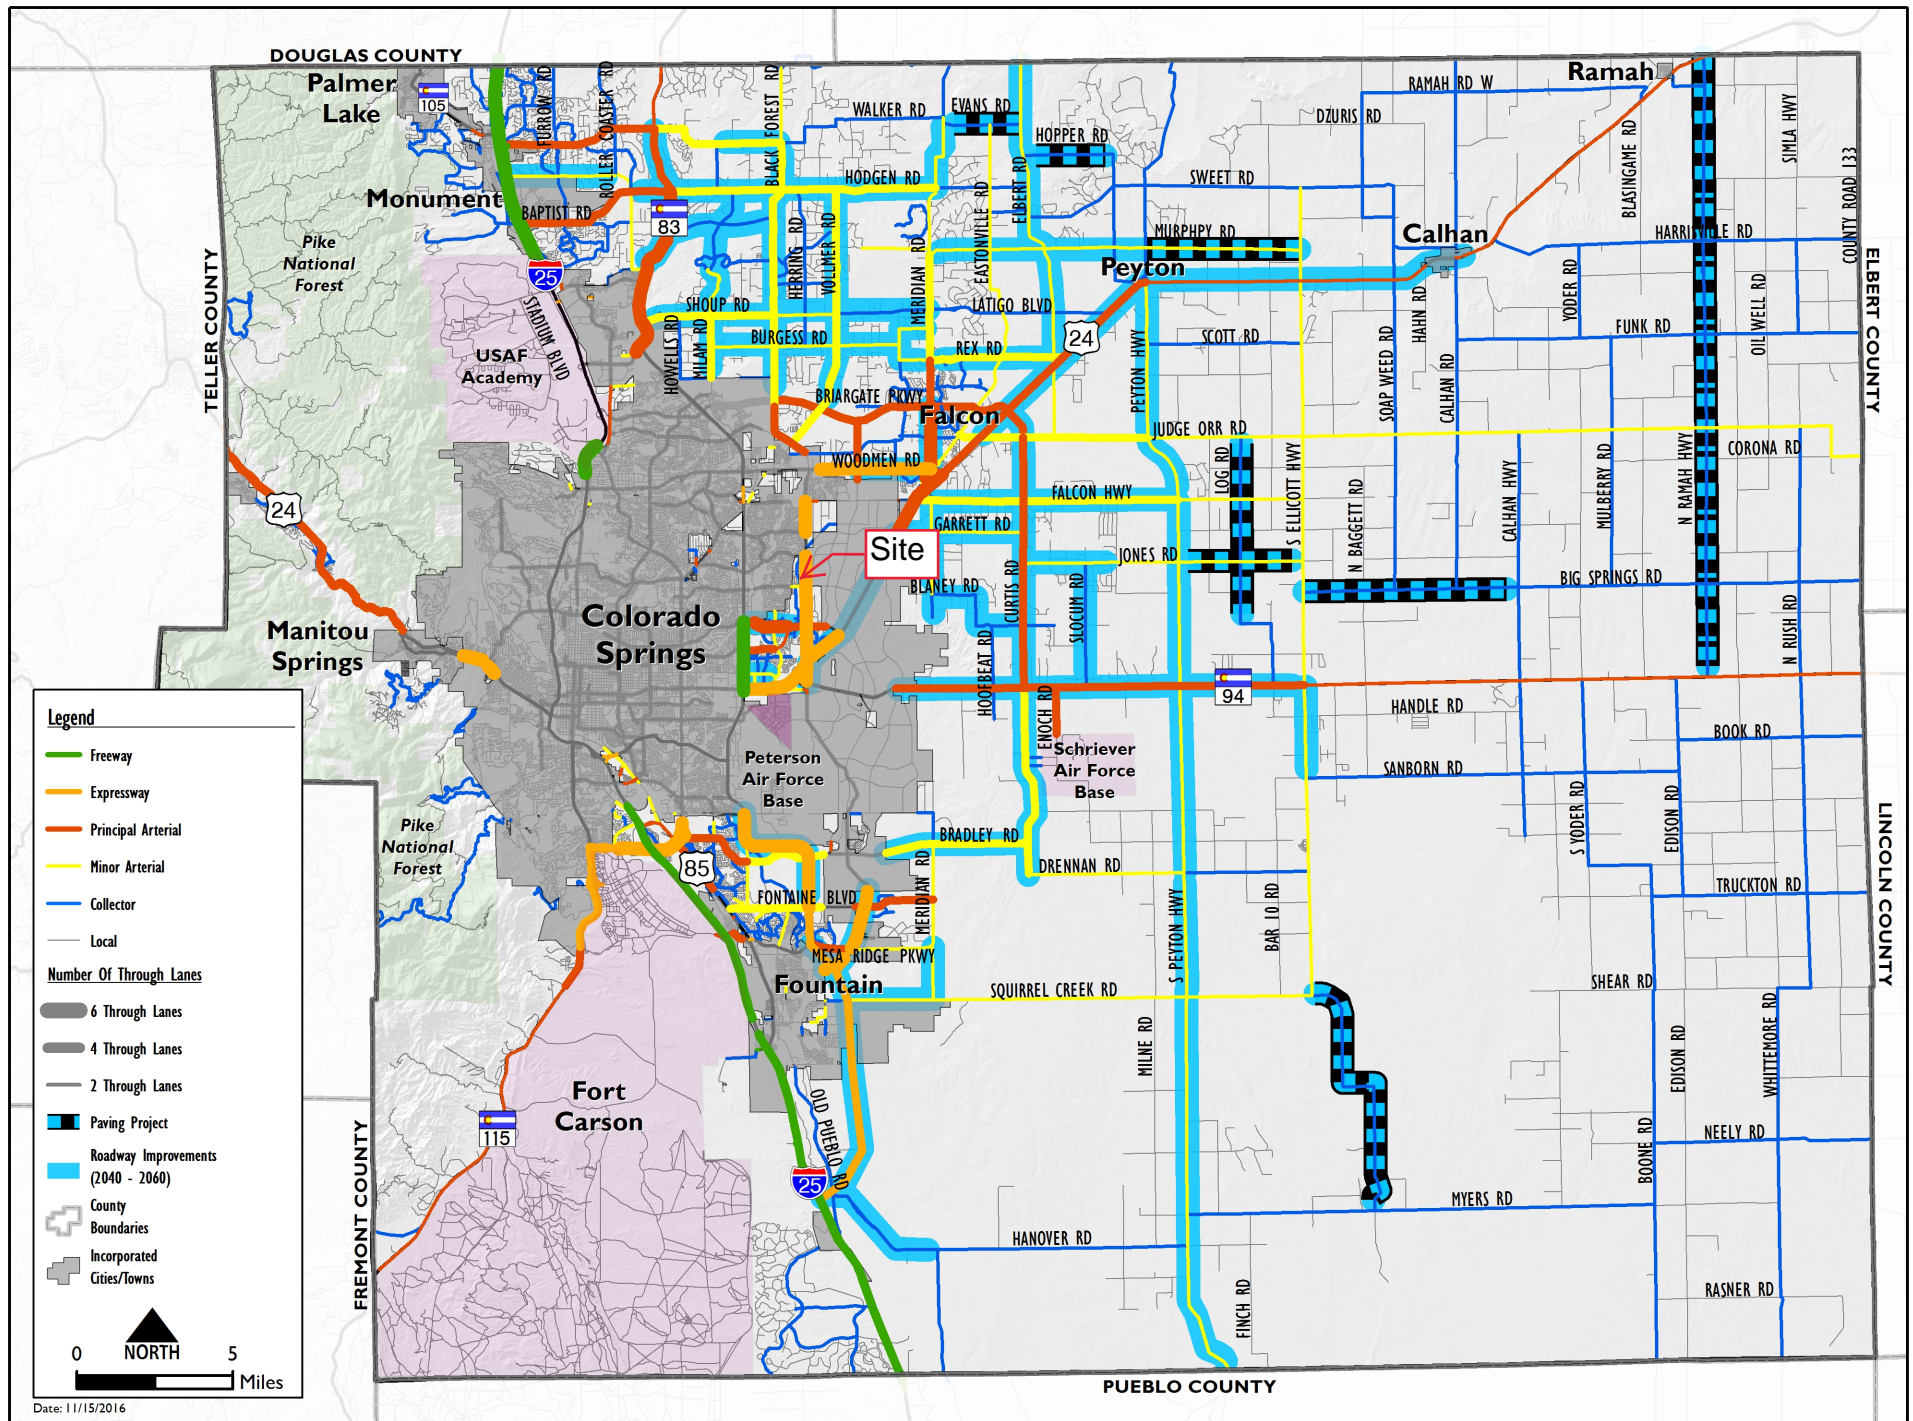 DOUGLAS COUNTY
Palmer
Lake
105
FURROW RD
ROLLER COASTER RD
BLACK FOREST RD
WALKER RD
EVANS RD
HOPPER RD
ELBERT RD
DZURIS RD
RAMAH RD W
Ramah
BLASINGAME RD
SIMLA HWY
COUNTY ROAD 133
Monument
BAPTIST RD
83
HODGEN RD
EASTONVILLE RD
SWEET RD
MURPHPY RD
HERRING RD
VOLLMER RD
MERIDIAN RD
Peyton
Calhan
HARRISVILLE RD
YODER RD
OIL WELL RD
ELBERT COUNTY
Pike
National
Forest
TELLER COUNTY
25
STADIUM BLVD
USAF
Academy
SHOUP RD
HOWELLS RD
MILAM RD
BURGESS RD
LATIGO BLVD
REX RD
24
PEYTON HWY
SCOTT RD
HAHN RD
FUNK RD
SOAP WEED RD
CALHAN RD
BRIARGATE PKWY
Falcon
JUDGE ORR RD
WOODMEN RD
LOG RD
S ELLICOTT HWY
N BAGGETT RD
CALHAN HWY
MULBERRY RD
N RAMAH HWY
CORONA RD
24
FALCON HWY
GARRETT RD
Site
JONES RD
BLANEY RD
CURTIS RD
SLOCUM RD
BIG SPRINGS RD
Colorado
Springs
Manitou
Springs
HOOFBEAT RD
N RUSH RD
94
ENOCH RD
HANDLE RD
BOOK RD
Schriever
Air Force
Base
Peterson
Air Force
Base
SANBORN RD
S YODER RD
EDISON RD
LINCOLN COUNTY
Pike
National
Forest
BRADLEY RD
DRENNAN RD
85
MERIDIAN RD
FONTAINE BLVD
TRUCKTON RD
S PEYTON HWY
BAR 10 RD
MESA RIDGE PKWY
Fountain
SQUIRREL CREEK RD
SHEAR RD
MILNE RD
EDISON RD
WHITTEMORE RD
Fort
Carson
115
OLD PUEBLO RD
25
BOONE RD
NEELY RD
MYERS RD
HANOVER RD
FINCH RD
RASNER RD
FREMONT COUNTY
PUEBLO COUNTY
Legend
Freeway
Expressway
Principal Arterial
Minor Arterial
Collector
Local
Number Of Through Lanes
6 Through Lanes
4 Through Lanes
2 Through Lanes
Paving Project
Roadway Improvements
(2040 - 2060)
County
Boundaries
Incorporated
Cities/Towns
NORTH
0 5
Miles
Date: 11/15/2016